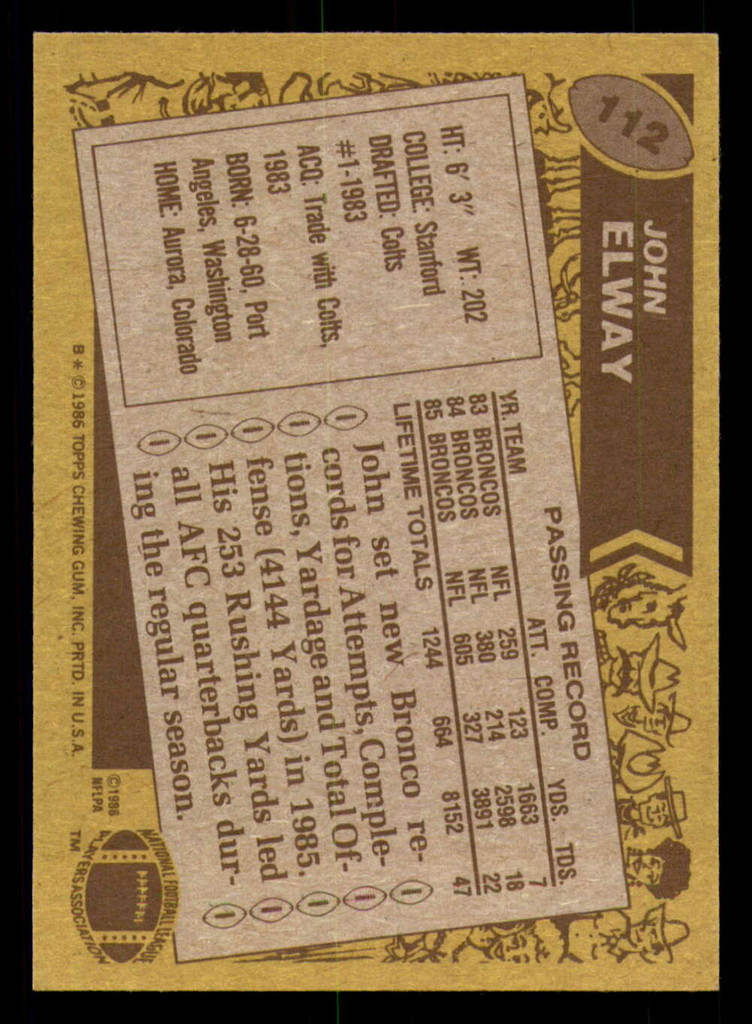 112
JOHN
ELWAY
HT: 6' 3" WT: 202
COLLEGE: Stanford
DRAFTED: Colts
#1-1983
ACQ: Trade with Colts,
1983
BORN: 6-28-60, Port
Angeles, Washington
HOME: Aurora, Colorado
PASSING RECORD
YR. TEAM ATT. COMP. YDS. TDS.
83 BRONCOS NFL 259 123 1663 7
84 BRONCOS NFL 380 214 2598 18
85 BRONCOS NFL 605 327 3891 22
LIFETIME TOTALS 1244 664 8152 47
John set new Bronco re-
cords for Attempts, Comple-
tions, Yardage and Total Of-
fense (4144 Yards) in 1985.
His 253 Rushing Yards led
all AFC quarterbacks dur-
ing the regular season.
B * © 1986 TOPPS CHEWING GUM, INC. PRTD. IN U.S.A.
© 1986
NFLPA
NATIONAL FOOTBALL LEAGUE
PLAYERS ASSOCIATION
TM